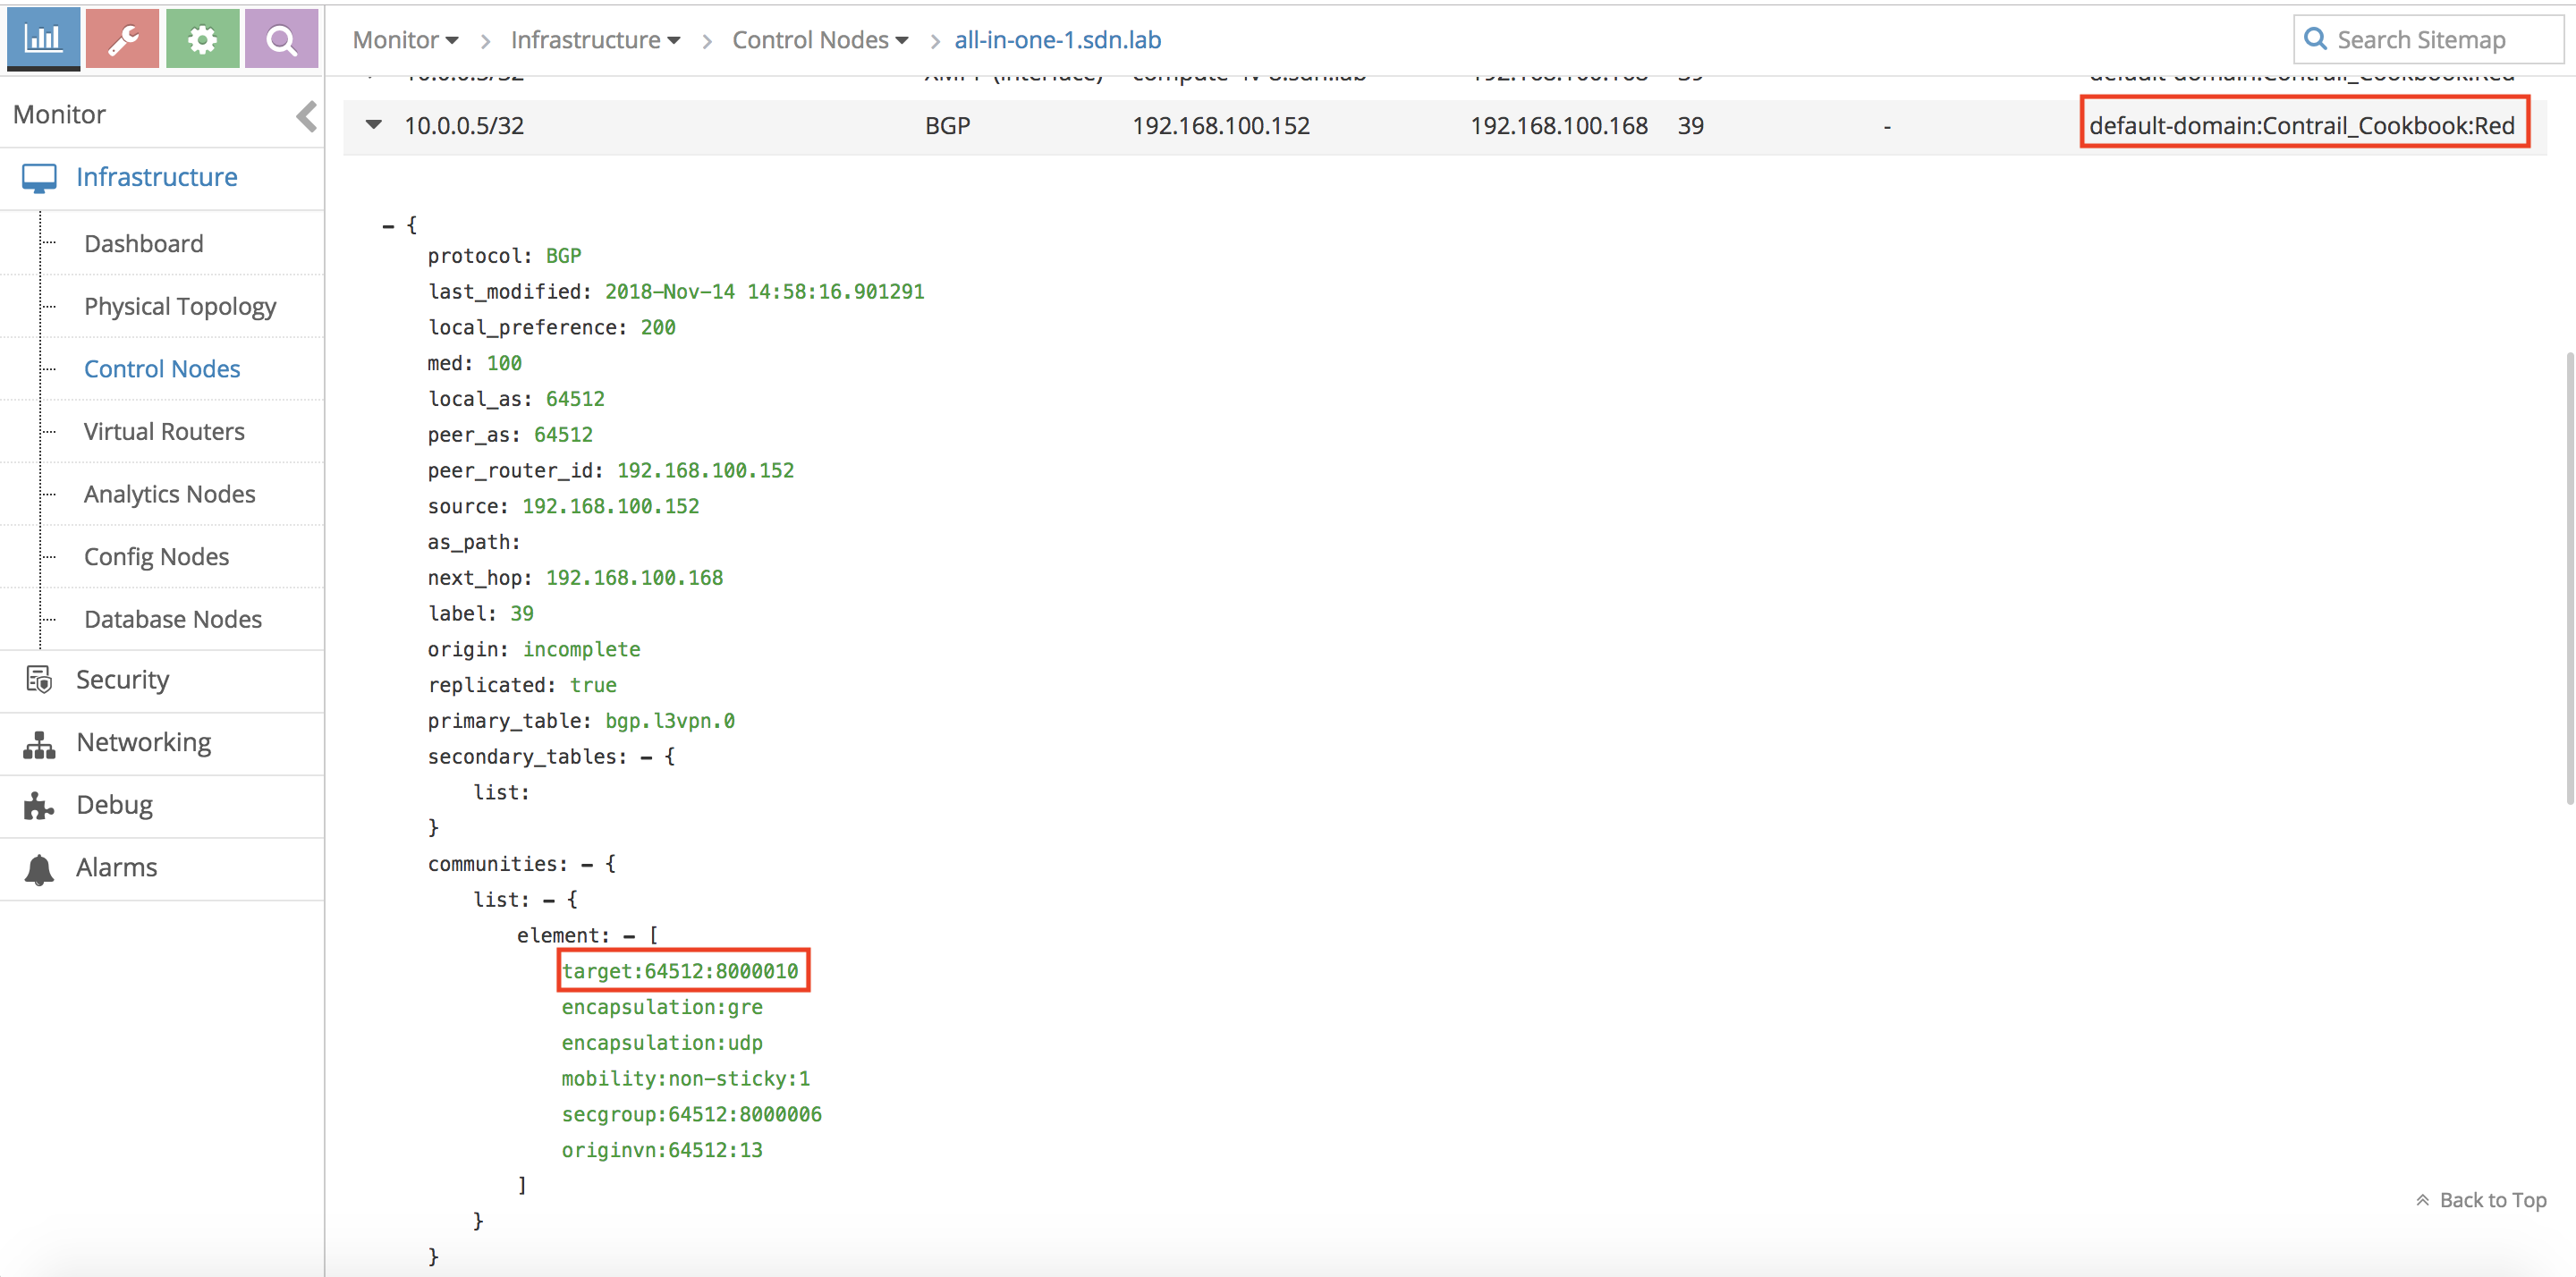 Monitor Infrastructure Control Nodes all-in-one-1.sdn.lab
Search Sitemap
Monitor
Infrastructure
Dashboard
Physical Topology
Control Nodes
Virtual Routers
Analytics Nodes
Config Nodes
Database Nodes
Security
Networking
Debug
Alarms
10.0.0.5/32 BGP 192.168.100.152 192.168.100.168 39 - default-domain:Contrail_Cookbook:Red
– {
protocol: BGP
last_modified: 2018-Nov-14 14:58:16.901291
local_preference: 200
med: 100
local_as: 64512
peer_as: 64512
peer_router_id: 192.168.100.152
source: 192.168.100.152
as_path:
next_hop: 192.168.100.168
label: 39
origin: incomplete
replicated: true
primary_table: bgp.l3vpn.0
secondary_tables: – {
list:
}
communities: – {
list: – {
element: – [
target:64512:8000010
encapsulation:gre
encapsulation:udp
mobility:non-sticky:1
secgroup:64512:8000006
originvn:64512:13
]
}
}
Back to Top